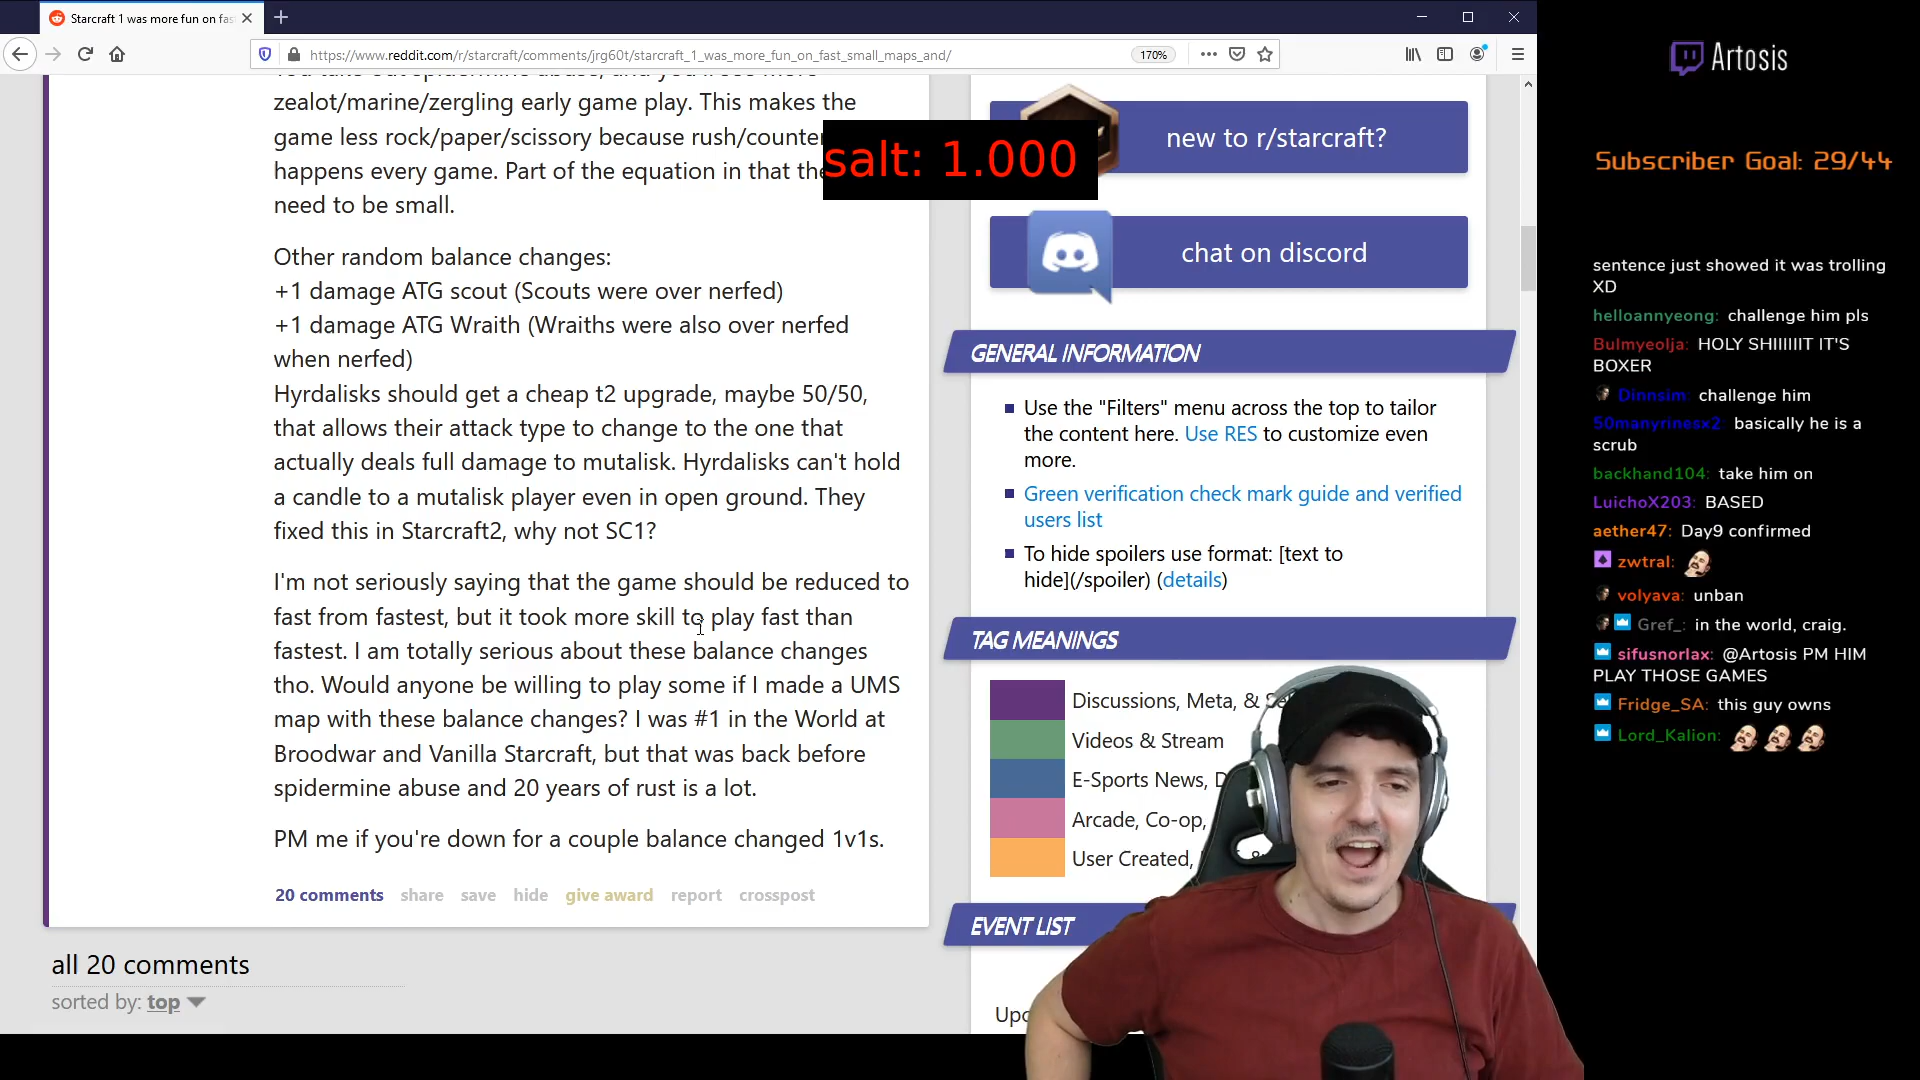 Starcraft 1 was more fun on fas
https://www.reddit.com/r/starcraft/comments/jrg60t/starcraft_1_was_more_fun_on_fast_small_maps_and/
170%
zealot/marine/zergling early game play. This makes the
game less rock/paper/scissory because rush/counter
happens every game. Part of the equation in that the
need to be small.
Other random balance changes:
+1 damage ATG scout (Scouts were over nerfed)
+1 damage ATG Wraith (Wraiths were also over nerfed
when nerfed)
Hyrdalisks should get a cheap t2 upgrade, maybe 50/50,
that allows their attack type to change to the one that
actually deals full damage to mutalisk. Hyrdalisks can't hold
a candle to a mutalisk player even in open ground. They
fixed this in Starcraft2, why not SC1?
I'm not seriously saying that the game should be reduced to
fast from fastest, but it took more skill to play fast than
fastest. I am totally serious about these balance changes
tho. Would anyone be willing to play some if I made a UMS
map with these balance changes? I was #1 in the World at
Broodwar and Vanilla Starcraft, but that was back before
spidermine abuse and 20 years of rust is a lot.
PM me if you're down for a couple balance changed 1v1s.
20 comments share save hide give award report crosspost
all 20 comments
sorted by: top
salt: 1.000
new to r/starcraft?
chat on discord
GENERAL INFORMATION
Use the "Filters" menu across the top to tailor
the content here. Use RES to customize even
more.
Green verification check mark guide and verified
users list
To hide spoilers use format: [text to
hide](/spoiler) (details)
TAG MEANINGS
Discussions, Meta, &
Videos & Stream
E-Sports News,
Arcade, Co-op,
User Created,
EVENT LIST
Artosis
Subscriber Goal: 29/44
sentence just showed it was trolling
XD
helloannyeong: challenge him pls
Bulmyeolja: HOLY SHIIIIIIT IT'S
BOXER
Dinnsim: challenge him
50manyrinesx2 basically he is a
scrub
backhand104: take him on
LuichoX203: BASED
aether47: Day9 confirmed
zwtral:
volyava: unban
Gref_: in the world, craig.
sifusnorlax: @Artosis PM HIM
PLAY THOSE GAMES
Fridge_SA: this guy owns
Lord_Kalion: